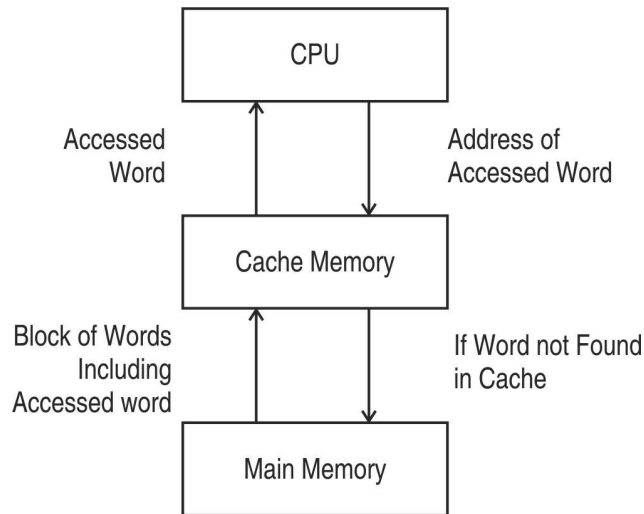 CPU
Accessed
Word
Address of
Accessed Word
Cache Memory
Block of Words
Including
Accessed word
If Word not Found
in Cache
Main Memory